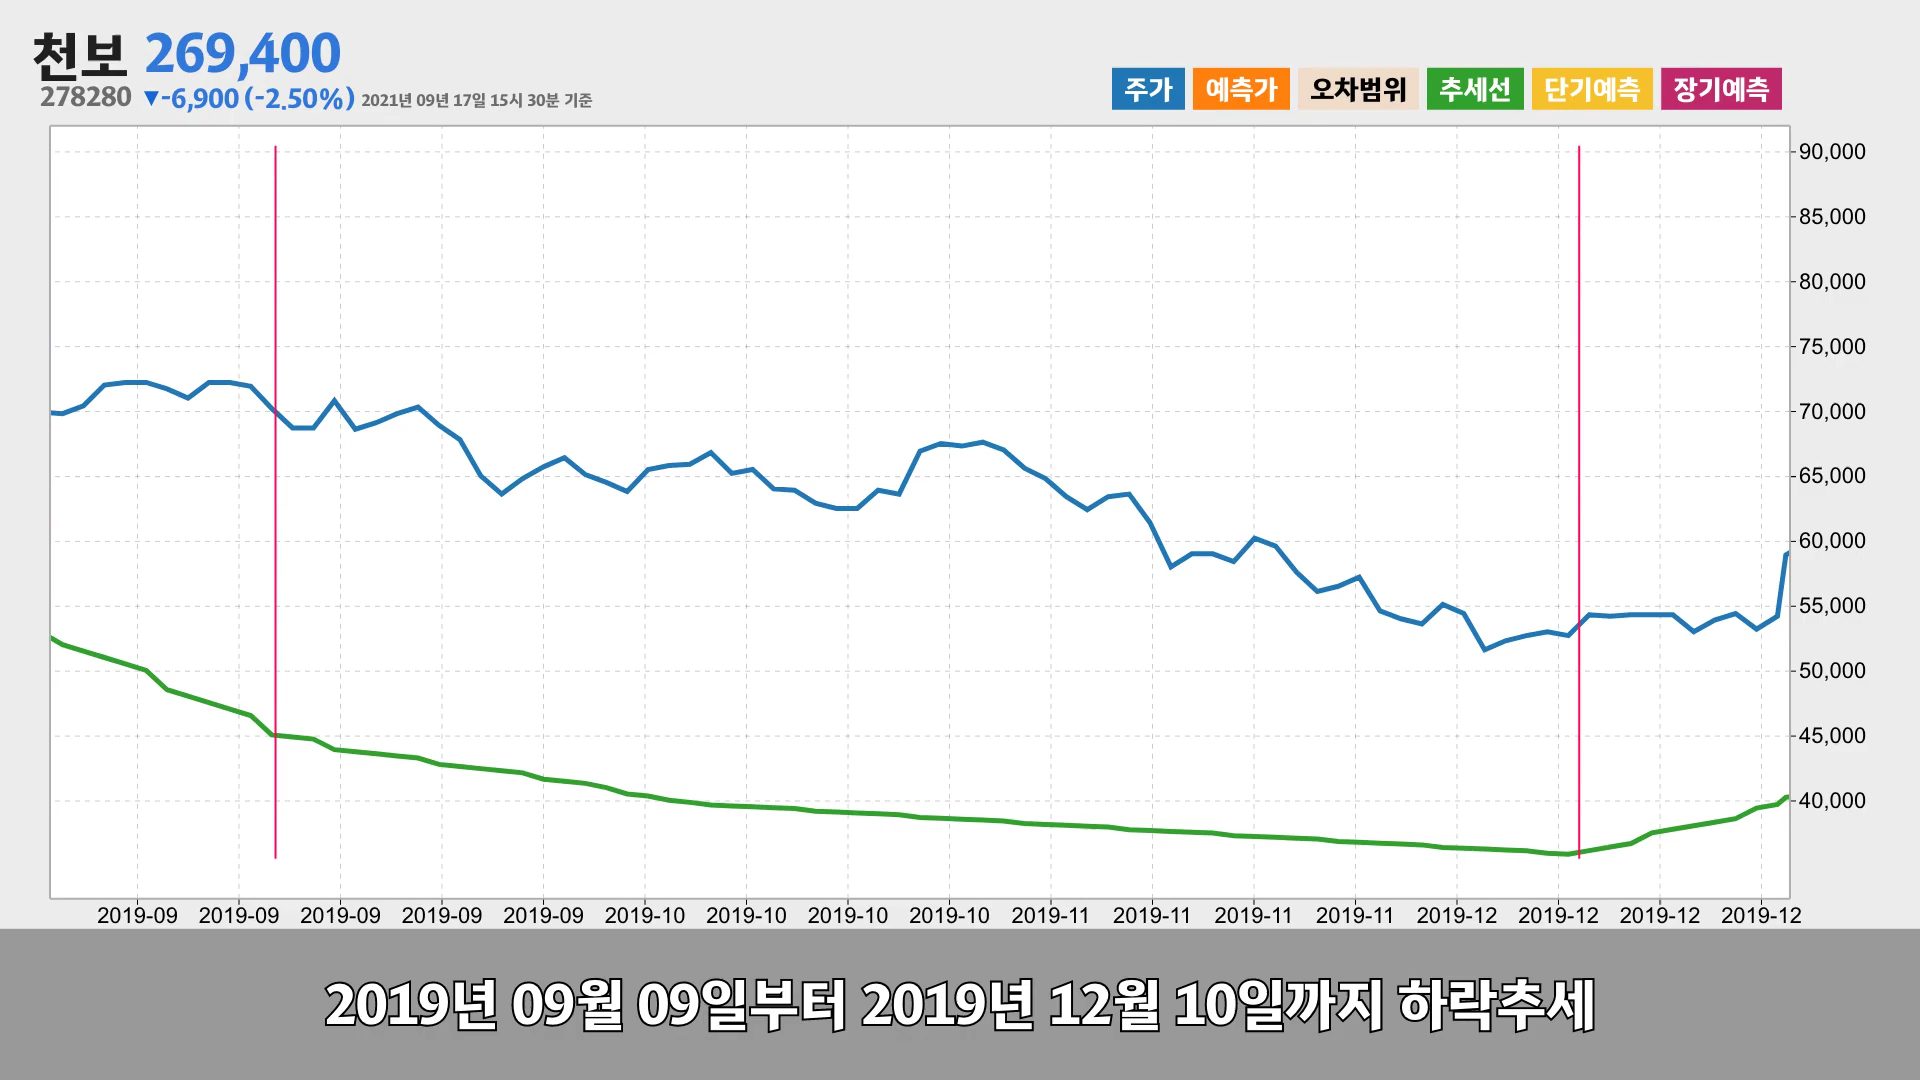 천보 269,400
278280 ▼-6,900 (-2.50%) 2021년 09월 17일 15시 30분 기준
주가 예측가 오차범위 추세선 단기예측 장기예측
90,000
85,000
80,000
75,000
70,000
65,000
60,000
55,000
50,000
45,000
40,000
2019-09 2019-09 2019-09 2019-09 2019-09 2019-10 2019-10 2019-10 2019-10 2019-11 2019-11 2019-11 2019-11 2019-12 2019-12 2019-12 2019-12
2019년 09월 09일부터 2019년 12월 10일까지 하락추세